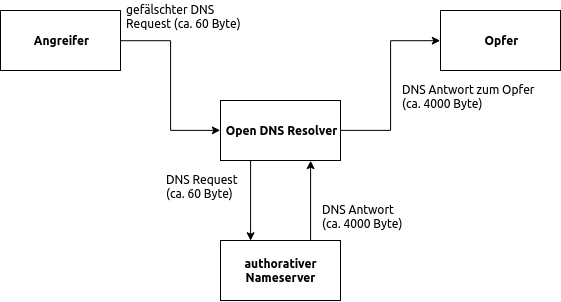 gefälschter DNS
Request (ca. 60 Byte)
Angreifer
Opfer
DNS Antwort zum Opfer
(ca. 4000 Byte)
Open DNS Resolver
DNS Request
(ca. 60 Byte)
DNS Antwort
(ca. 4000 Byte)
authorativer
Nameserver